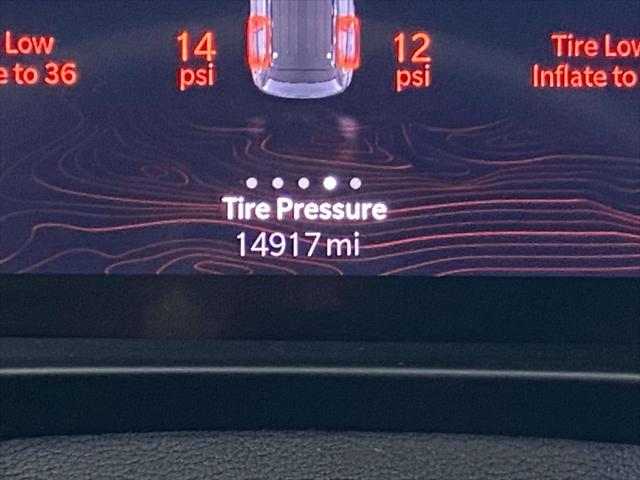 Low
14
12
Tire Low
to 36
psi
psi
Inflate to
Tire Pressure
14917 mi